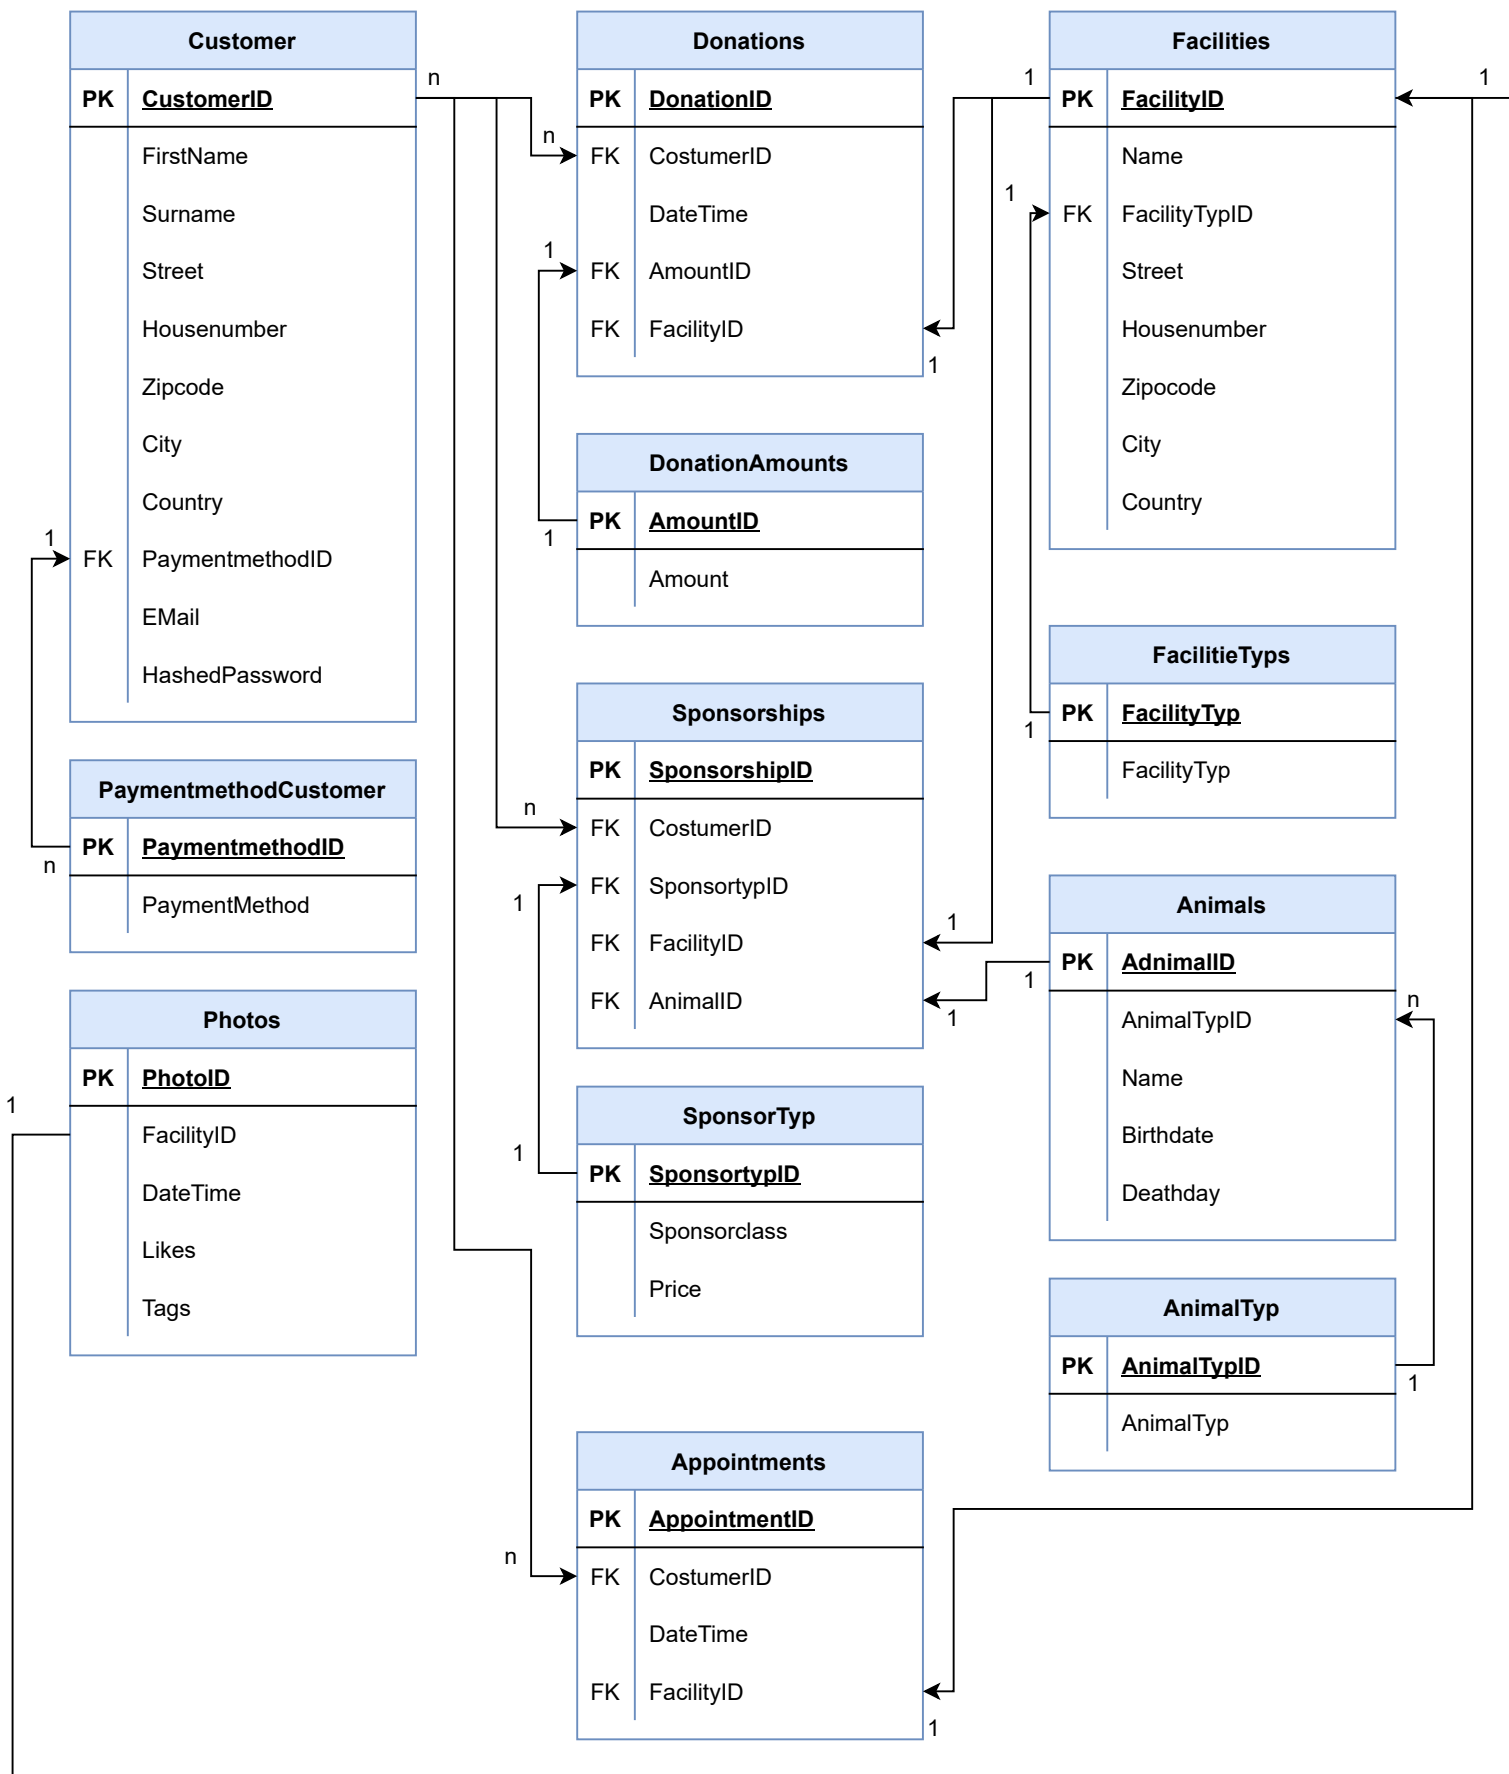 Customer
PK CustomerID
FirstName
Surname
Street
Housenumber
Zipcode
City
Country
FK PaymentmethodID
EMail
HashedPassword
n
1
PaymentmethodCustomer
PK PaymentmethodID
PaymentMethod
n
Photos
PK PhotoID
FacilityID
DateTime
Likes
Tags
1
Donations
PK DonationID
FK CostumerID
DateTime
FK AmountID
FK FacilityID
n
1
1
DonationAmounts
PK AmountID
Amount
1
Sponsorships
PK SponsorshipID
FK CostumerID
FK SponsortypID
FK FacilityID
FK AnimalID
n
1
1
1
SponsorTyp
PK SponsortypID
Sponsorclass
Price
1
Appointments
PK AppointmentID
FK CostumerID
DateTime
FK FacilityID
n
1
Facilities
PK FacilityID
Name
FK FacilityTypID
Street
Housenumber
Zipocode
City
Country
1
1
1
FacilitieTyps
PK FacilityTyp
FacilityTyp
1
Animals
PK AdnimalID
AnimalTypID
Name
Birthdate
Deathday
1
n
AnimalTyp
PK AnimalTypID
AnimalTyp
1